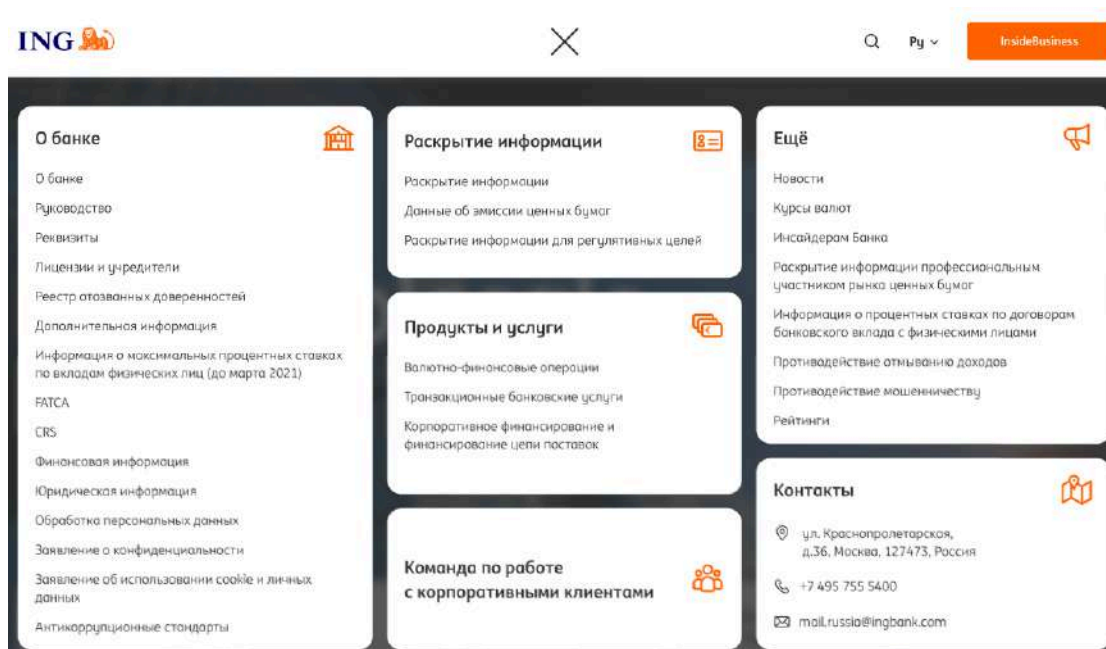 ING
Ру
InsideBusiness
О банке
О банке
Руководство
Реквизиты
Лицензии и учредители
Реестр отозванных доверенностей
Дополнительная информация
Информация о максимальных процентных ставках
по вкладам физических лиц (до марта 2021)
FATCA
CRS
Финансовая информация
Юридическая информация
Обработка персональных данных
Заявление о конфиденциальности
Заявление об использовании cookie и личных
данных
Антикоррупционные стандарты
Раскрытие информации
Раскрытие информации
Данные об эмиссии ценных бумаг
Раскрытие информации для регулятивных целей
Продукты и услуги
Валютно-финансовые операции
Транзакционные банковские услуги
Корпоративное финансирование и
финансирование цепи поставок
Команда по работе
с корпоративными клиентами
Ещё
Новости
Курсы валют
Инсайдерам Банка
Раскрытие информации профессиональным
участником рынка ценных бумаг
Информация о процентных ставках по договорам
банковского вклада с физическими лицами
Противодействие отмыванию доходов
Противодействие мошенничеству
Рейтинги
Контакты
ул. Краснопролетарская,
д.36, Москва, 127473, Россия
+7 495 755 5400
mail.russia@ingbank.com